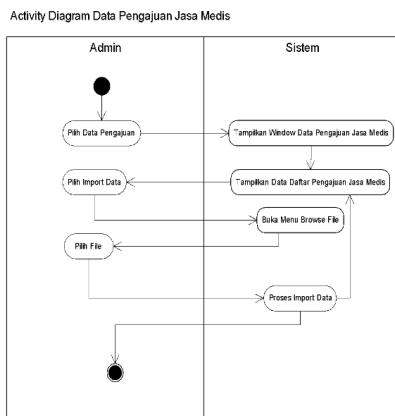 Activity Diagram Data Pengajuan Jasa Medis
Admin
Sistem
Pilih Data Pengajuan
Tampilkan Window Data Pengajuan Jasa Medis
Pilih Import Data
Tampilkan Data Daftar Pengajuan Jasa Medis
Buka Menu Browse File
Pilih File
Proses Import Data